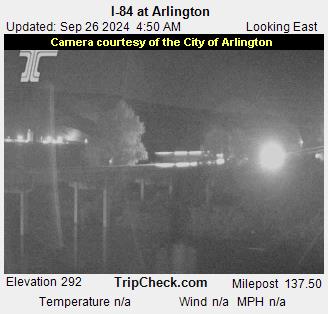 I-84 at Arlington
Updated: Sep 26 2024 4:50 AM Looking East
Camera courtesy of the City of Arlington
Elevation 292 TripCheck.com Milepost 137.50
Temperature n/a Wind n/a MPH n/a